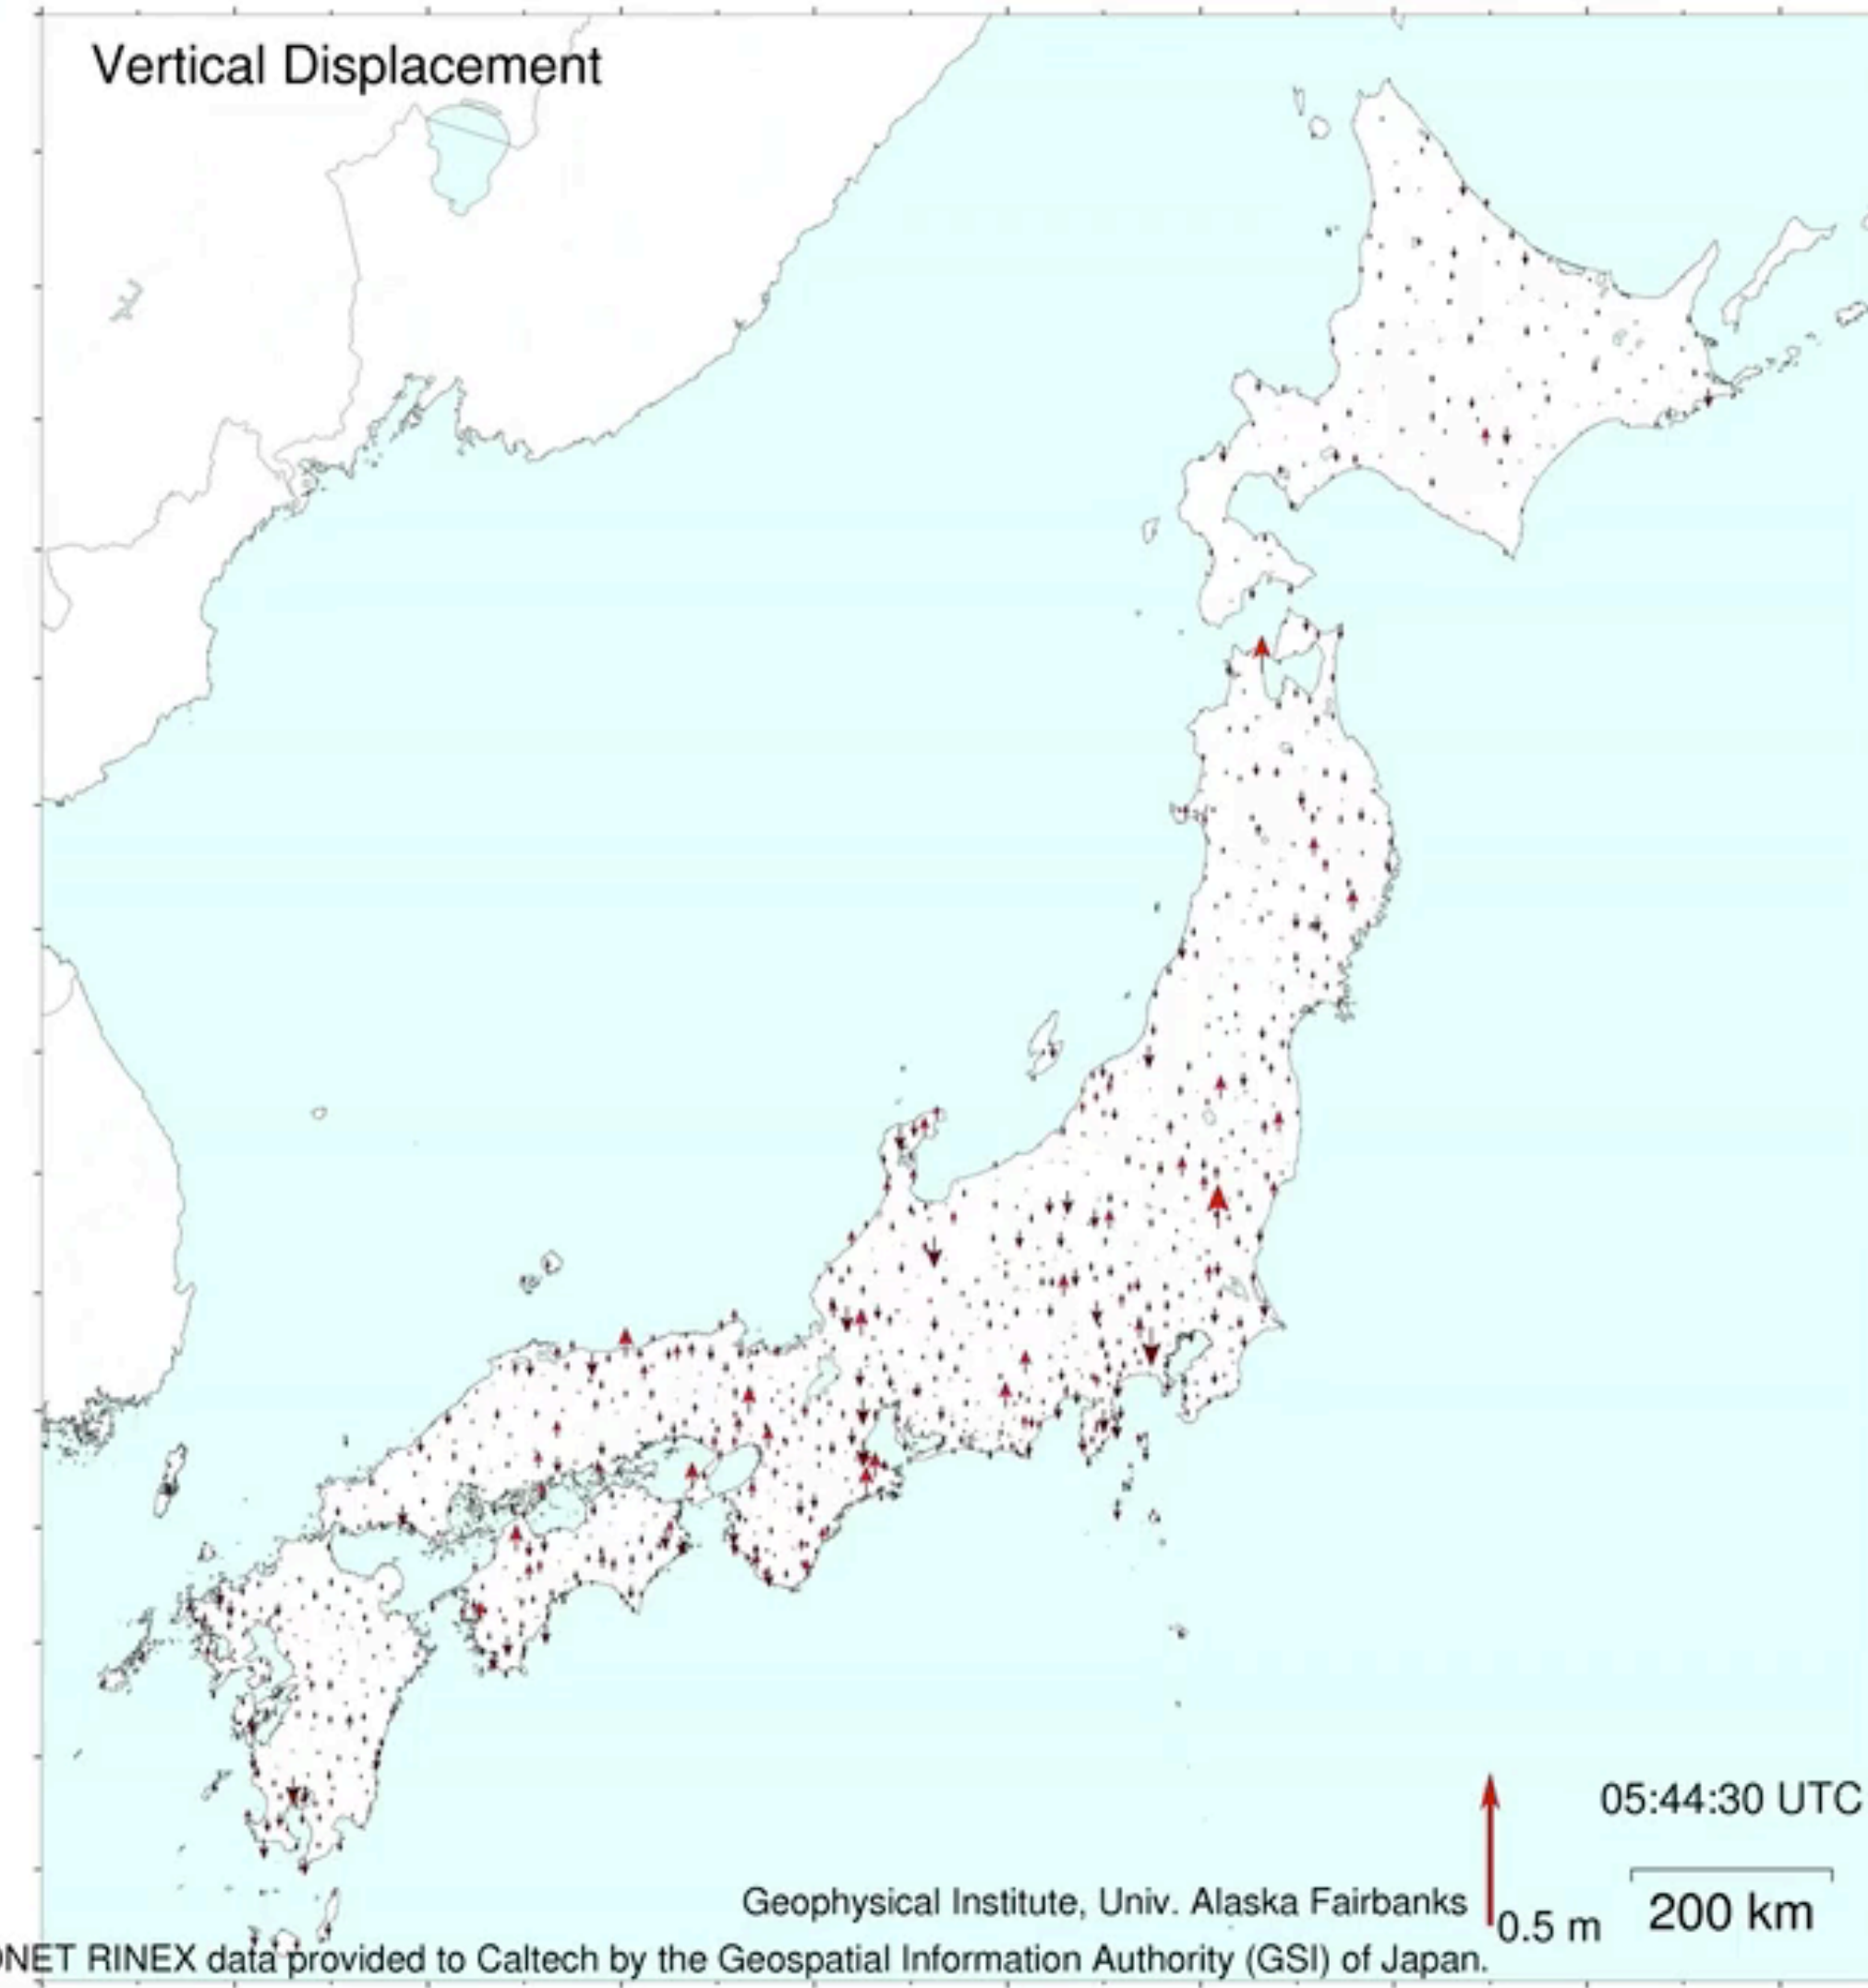 Vertical Displacement
05:44:30 UTC
Geophysical Institute, Univ. Alaska Fairbanks
0.5 m
200 km
NET RINEX data provided to Caltech by the Geospatial Information Authority (GSI) of Japan.